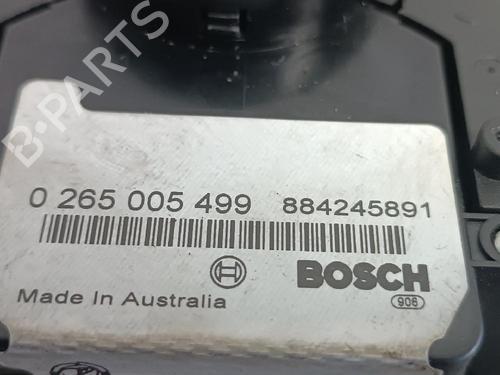 B-PARTS
0 265 005 499 884245891
BOSCH
906
Made In Australia